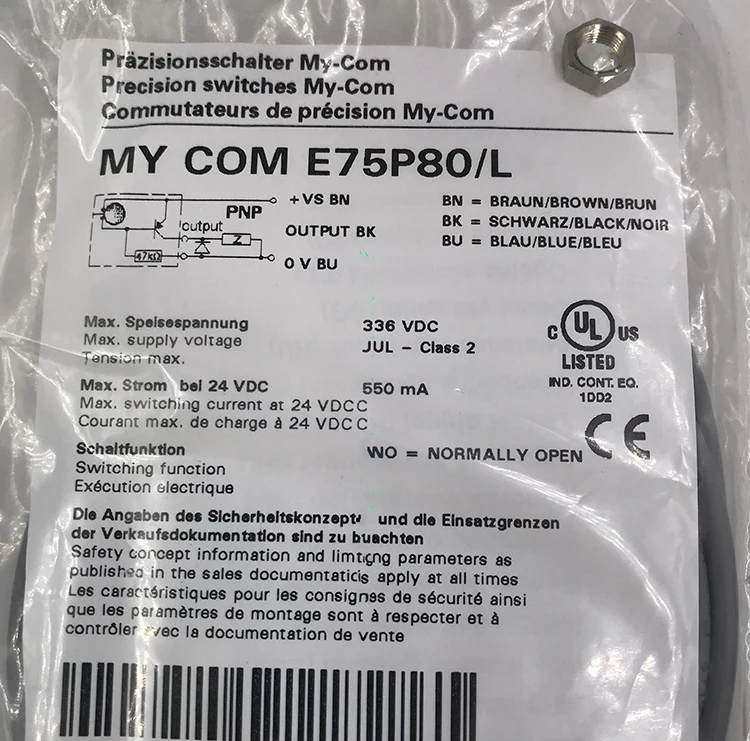 Präzisionsschalter My-Com
Precision switches My-Com
Commutateurs de précision My-Com
MY COM E75P80/L
+VS BN
PNP
output
OUTPUT BK
Z
47kΩ
0 V BU
BN = BRAUN/BROWN/BRUN
BK = SCHWARZ/BLACK/NOIR
BU = BLAU/BLUE/BLEU
Max. Speisespannung
Max. supply voltage
Tension max.
336 VDC
JUL – Class 2
C UL US
LISTED
IND. CONT. EQ.
1DD2
Max. Strom bei 24 VDC
Max. switching current at 24 VDCC
Courant max. de charge à 24 VDC C
550 mA
CE
Schaltfunktion
Switching function
Exécution electrique
WO = NORMALLY OPEN
Die Angaben des Sicherheitskonzept und die Einsatzgrenzen
der Verkaufsdokumentation sind zu buachten
Safety concept information and limtıçng parameters as
published in the sales documentaticis apply at all times
Les caractéristiques pour les consignes de sécurité ainsi
que les paramètres de montage sont à respecter et à
contrôler avec la documentation de vente